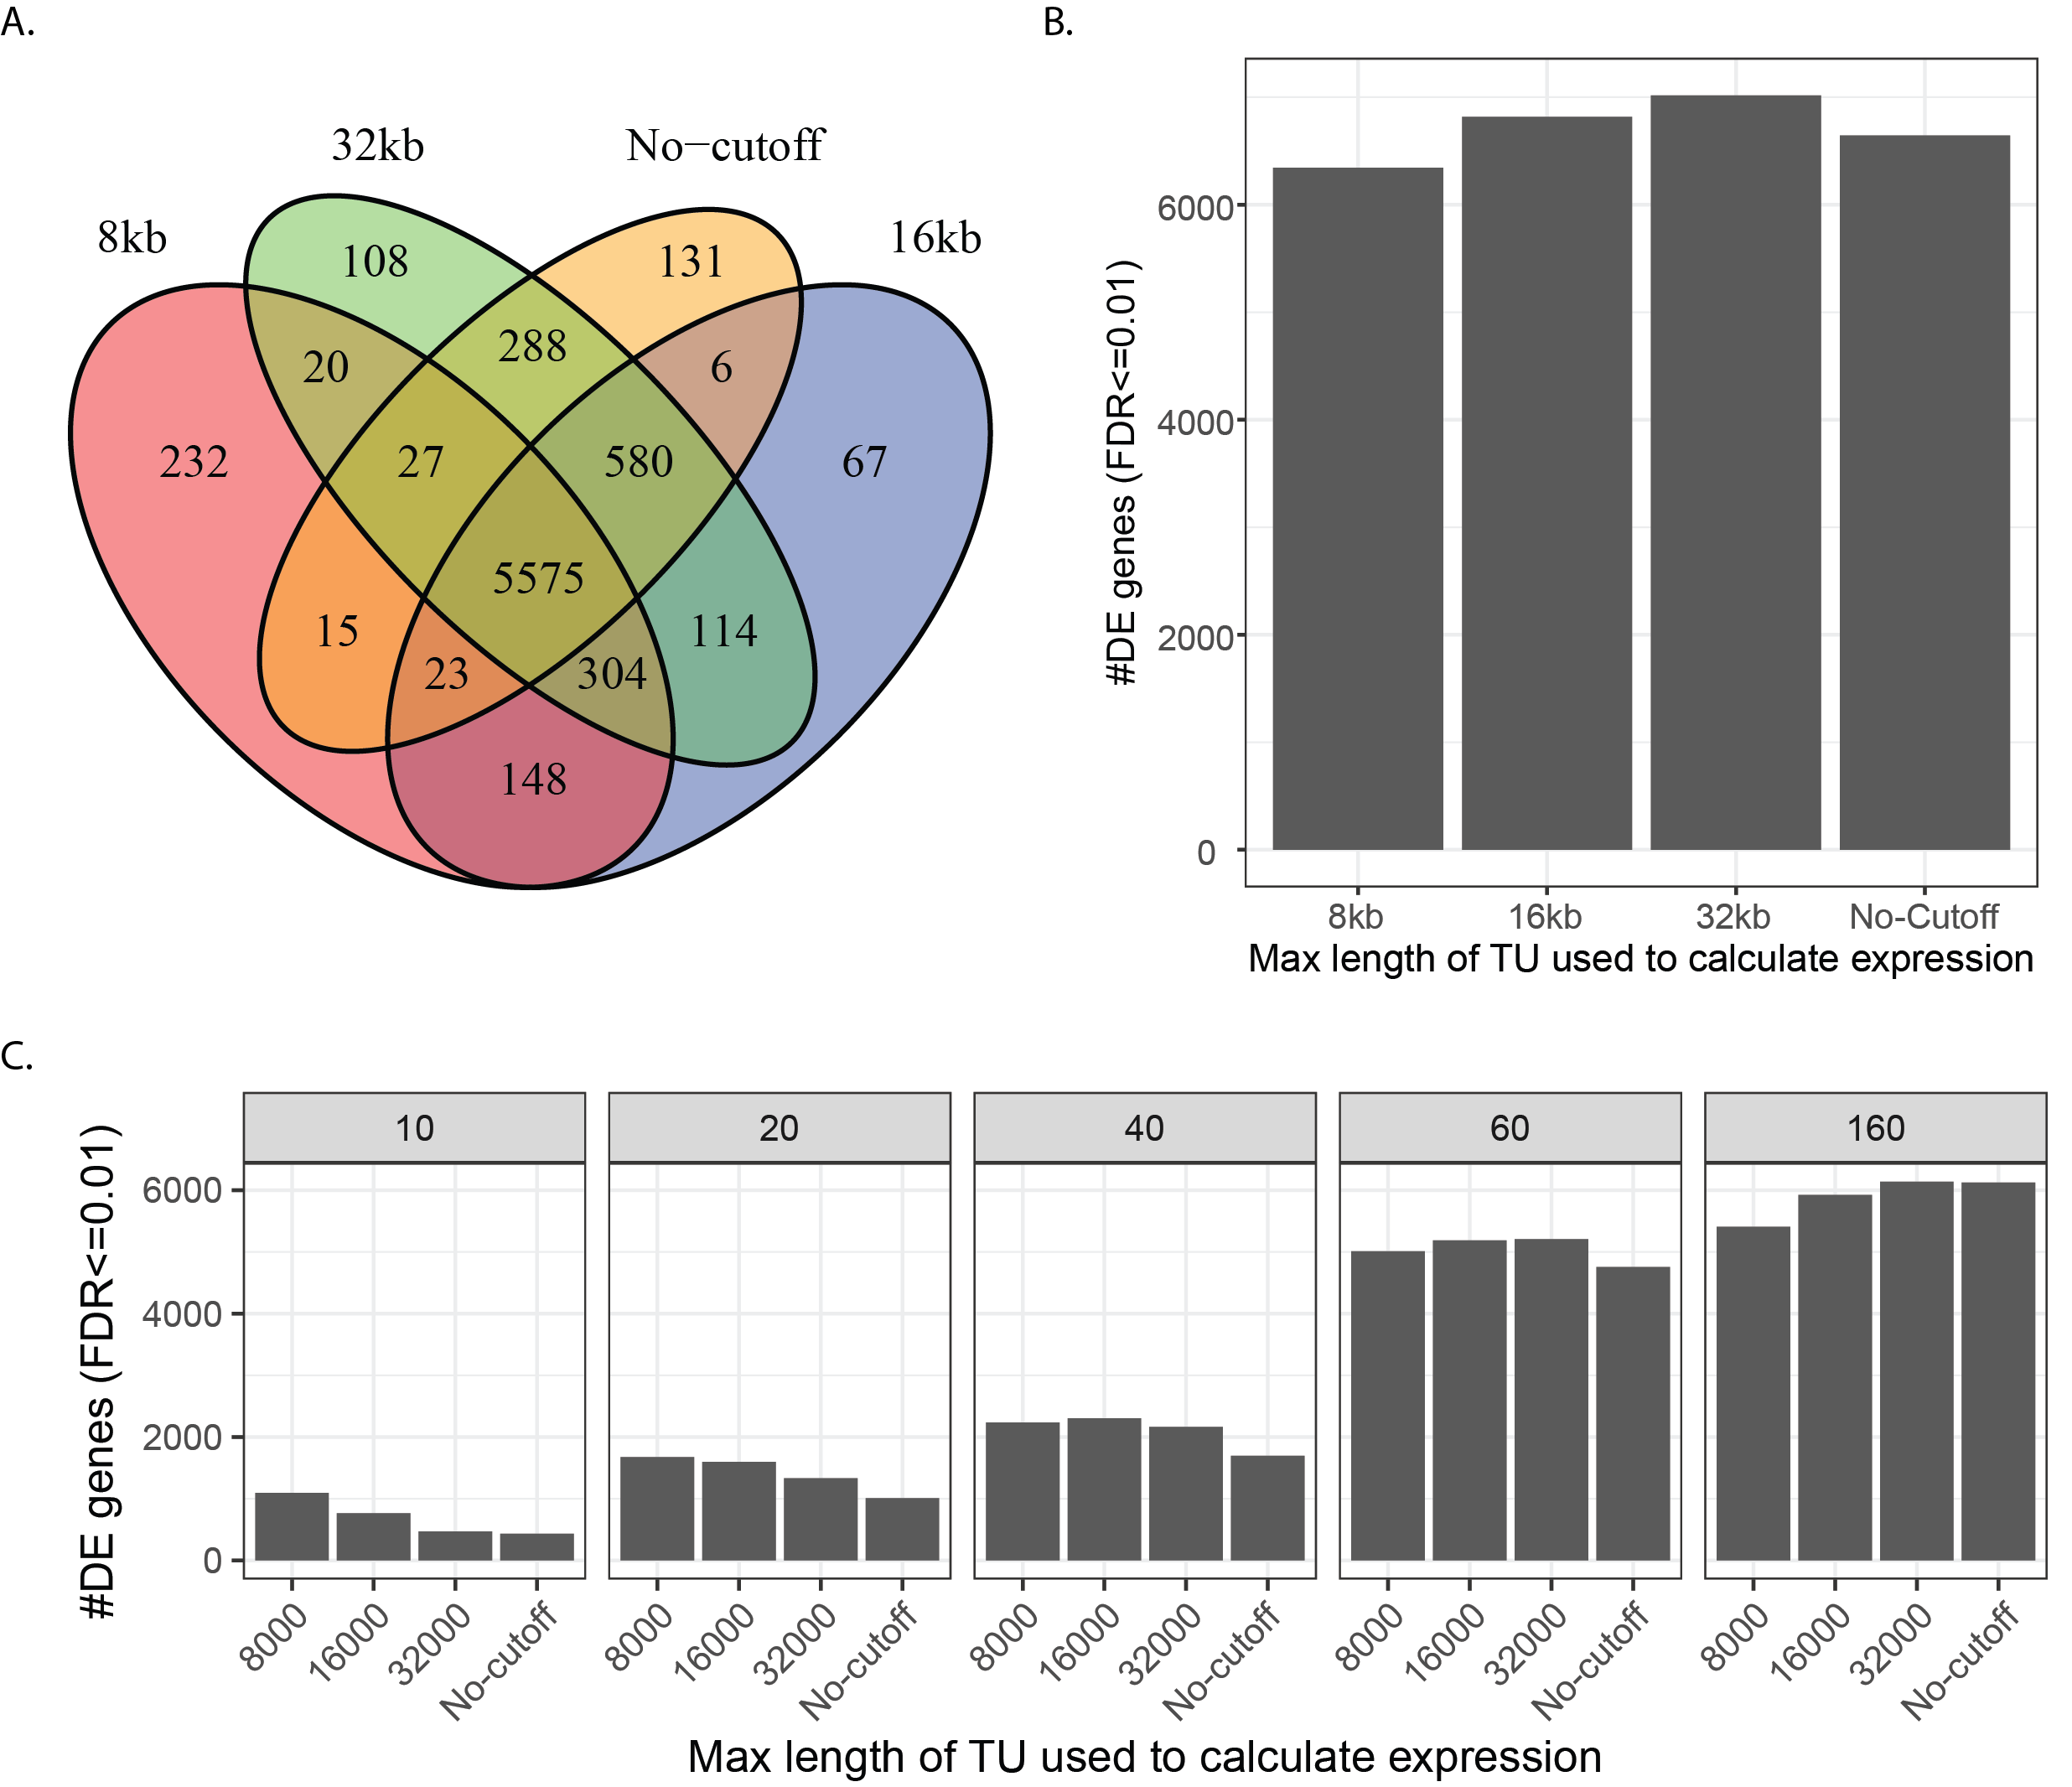 A.
32kb
No−cutoff
8kb
16kb
108
131
288
20
6
232
27
580
67
5575
15
114
23
304
148
B.
#DE genes (FDR<=0.01)
6000
4000
2000
0
8kb
16kb
32kb
No-Cutoff
Max length of TU used to calculate expression
C.
#DE genes (FDR<=0.01)
10
20
40
60
160
6000
4000
2000
0
8000
16000
32000
No-cutoff
8000
16000
32000
No-cutoff
8000
16000
32000
No-cutoff
8000
16000
32000
No-cutoff
8000
16000
32000
No-cutoff
Max length of TU used to calculate expression